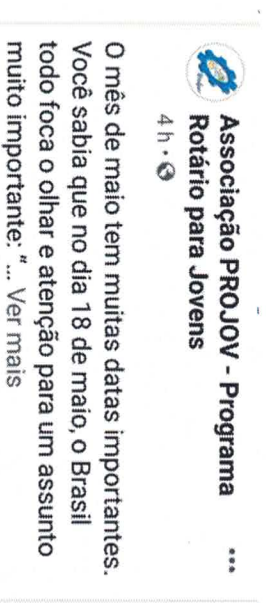 Associação PROJOV - Programa
Rotário para Jovens
4 h ·
O mês de maio tem muitas datas importantes.
Você sabia que no dia 18 de maio, o Brasil
todo foca o olhar e atenção para um assunto
muito importante: "... Ver mais